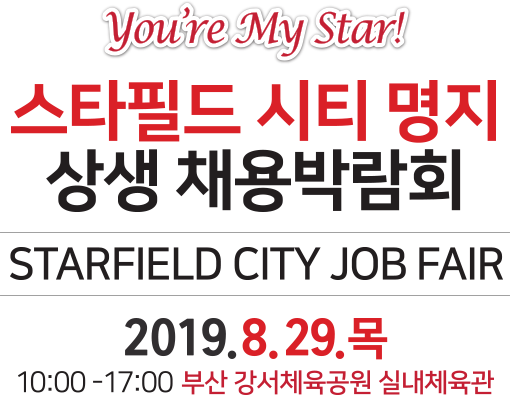 You're My Star!
스타필드 시티 명지
상생 채용박람회
STARFIELD CITY JOB FAIR
2019.8.29.목
10:00 -17:00 부산 강서체육공원 실내체육관